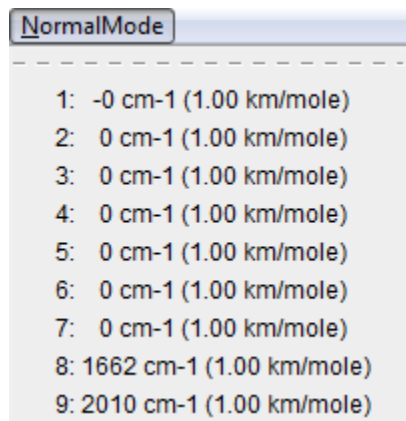 NormalMode
1: -0 cm-1 (1.00 km/mole)
2: 0 cm-1 (1.00 km/mole)
3: 0 cm-1 (1.00 km/mole)
4: 0 cm-1 (1.00 km/mole)
5: 0 cm-1 (1.00 km/mole)
6: 0 cm-1 (1.00 km/mole)
7: 0 cm-1 (1.00 km/mole)
8: 1662 cm-1 (1.00 km/mole)
9: 2010 cm-1 (1.00 km/mole)